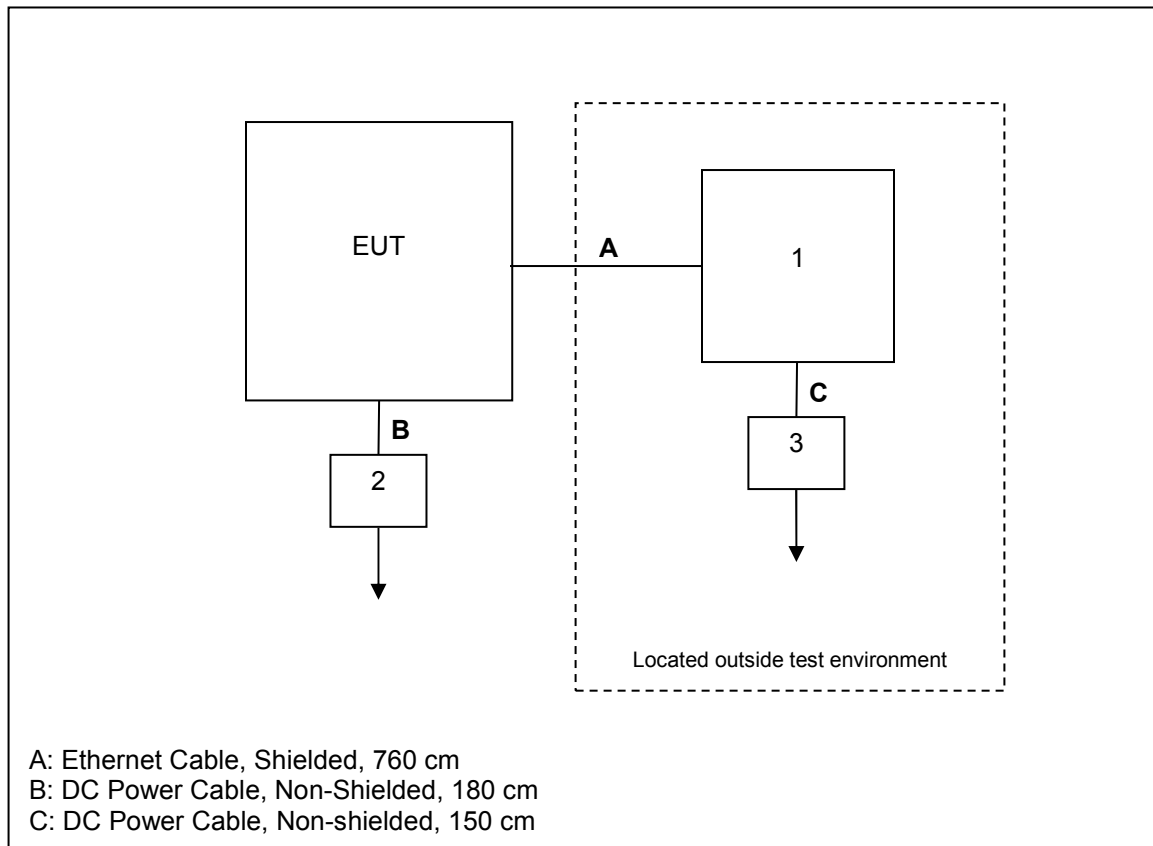 EUT
A
1
B
C
2
3
Located outside test environment
A: Ethernet Cable, Shielded, 760 cm
B: DC Power Cable, Non-Shielded, 180 cm
C: DC Power Cable, Non-shielded, 150 cm